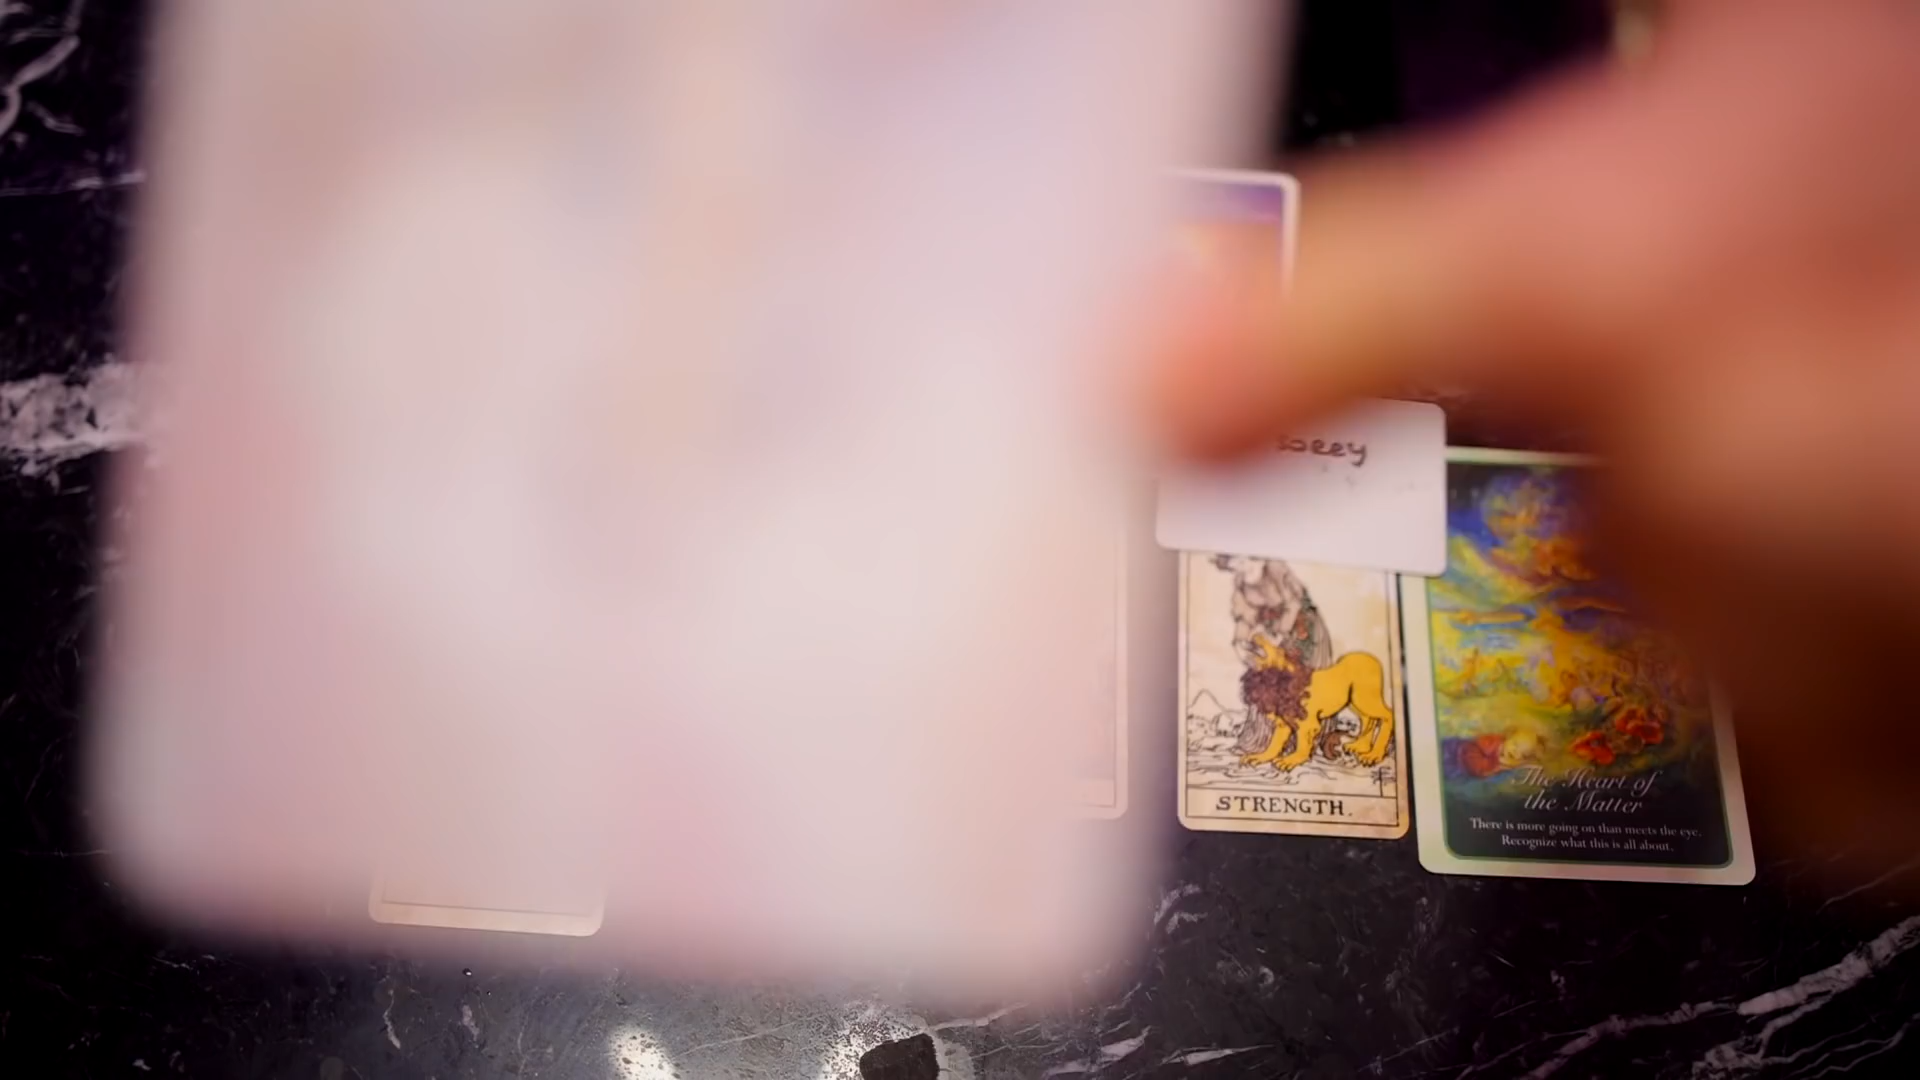 STRENGTH.
The Heart of
the Matter
There is more going on than meets the eye.
Recognize what this is all about.